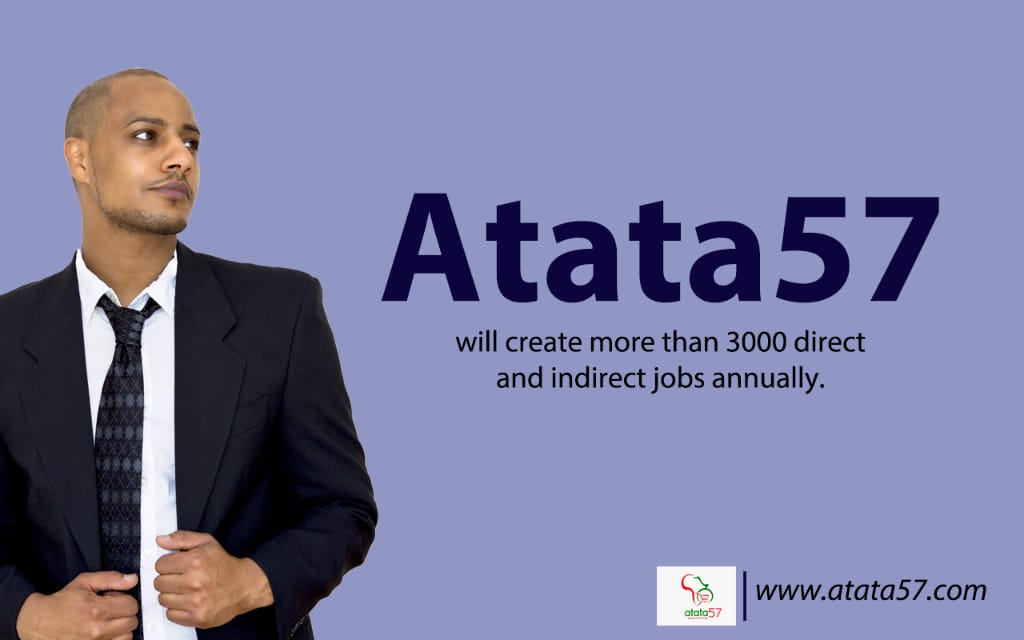 Atata57
will create more than 3000 direct
and indirect jobs annually.
atata57
www.atata57.com